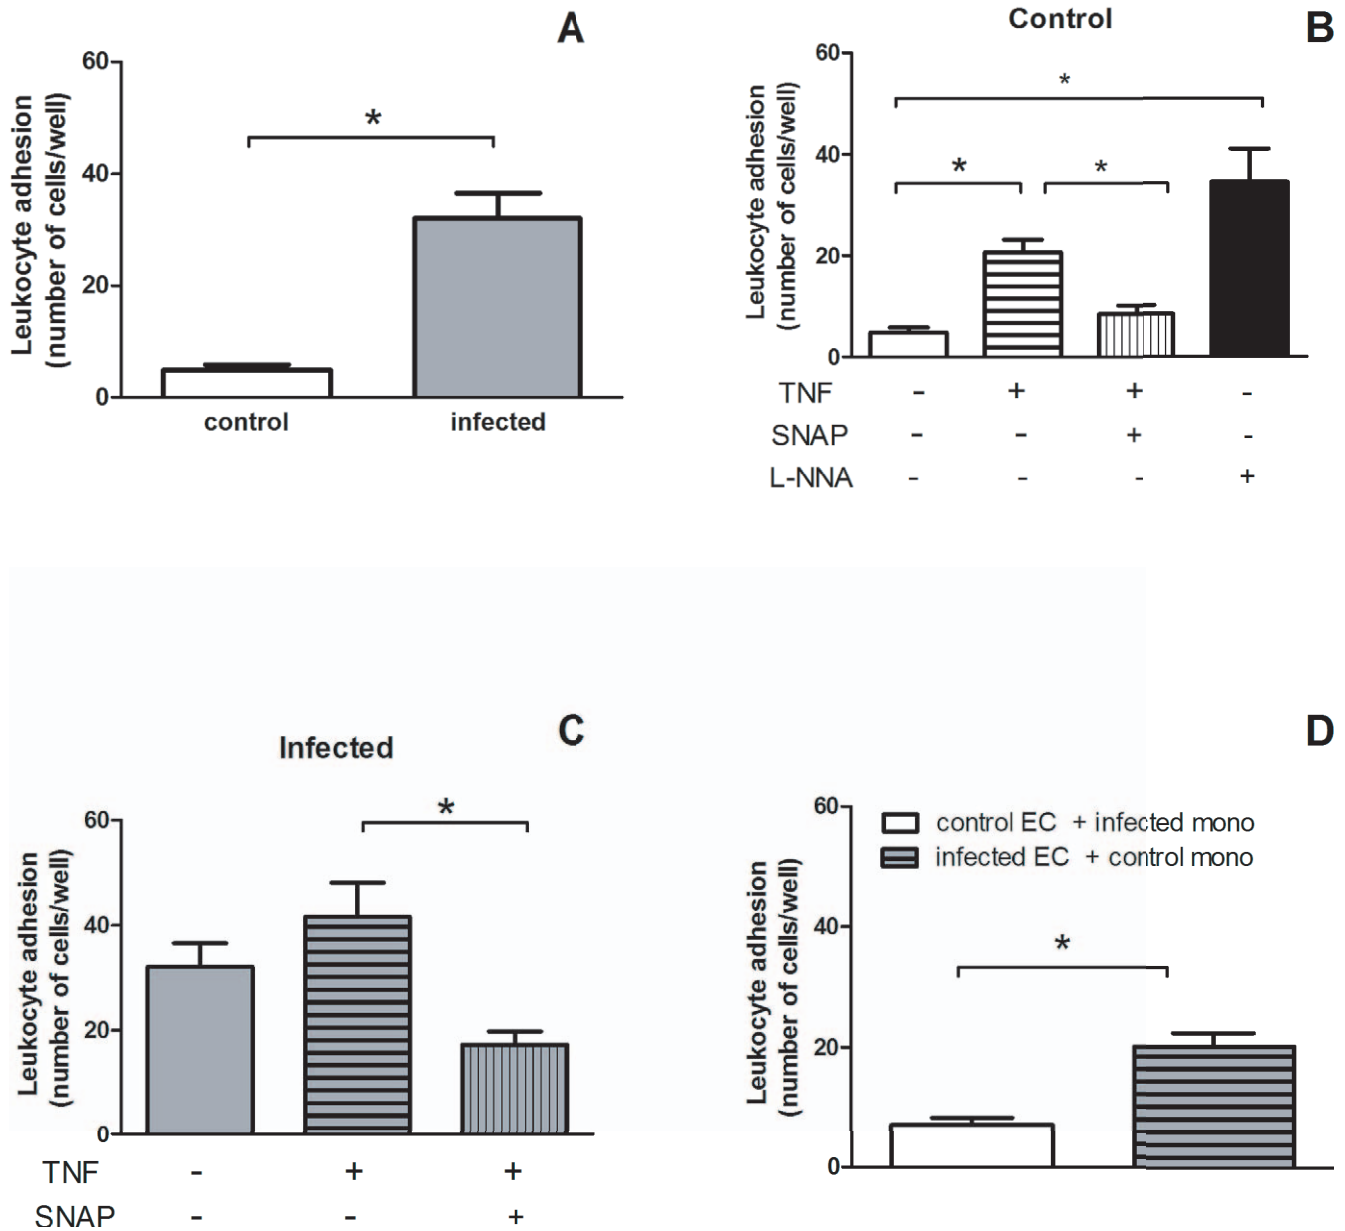 A
Leukocyte adhesion
(number of cells/well)
60
*
40
20
0
control infected
Control
B
Leukocyte adhesion
(number of cells/well)
60
*
40
* *
20
0
TNF - + + -
SNAP - - + -
L-NNA - - - +
Infected
C
Leukocyte adhesion
(number of cells/well)
60
*
40
20
0
TNF - + +
SNAP - - +
D
Leukocyte adhesion
(number of cells/well)
60
control EC + infected mono
infected EC + control mono
40
*
20
0